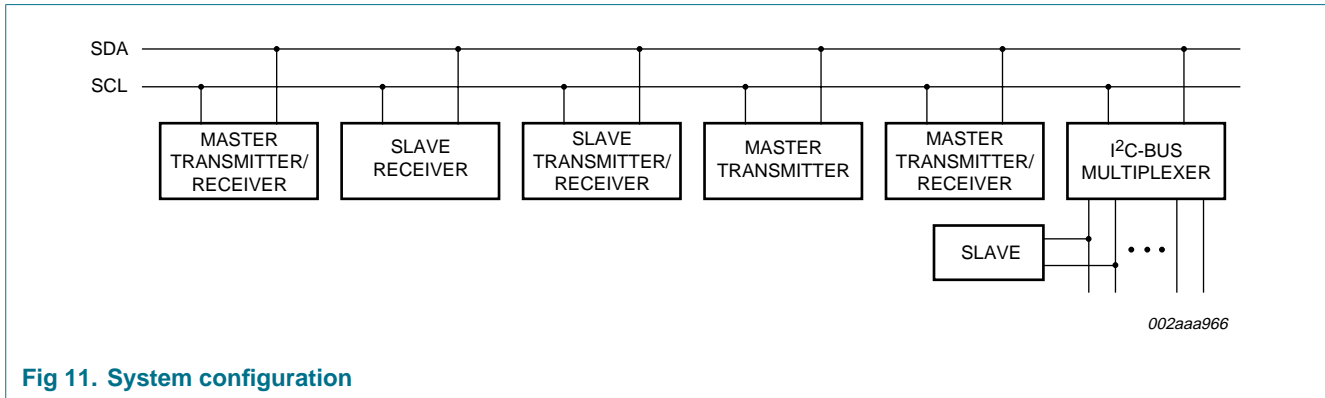 SDA
SCL
MASTER
TRANSMITTER/
RECEIVER
SLAVE
RECEIVER
SLAVE
TRANSMITTER/
RECEIVER
MASTER
TRANSMITTER
MASTER
TRANSMITTER/
RECEIVER
I²C-BUS
MULTIPLEXER
SLAVE
002aaa966
Fig 11. System configuration